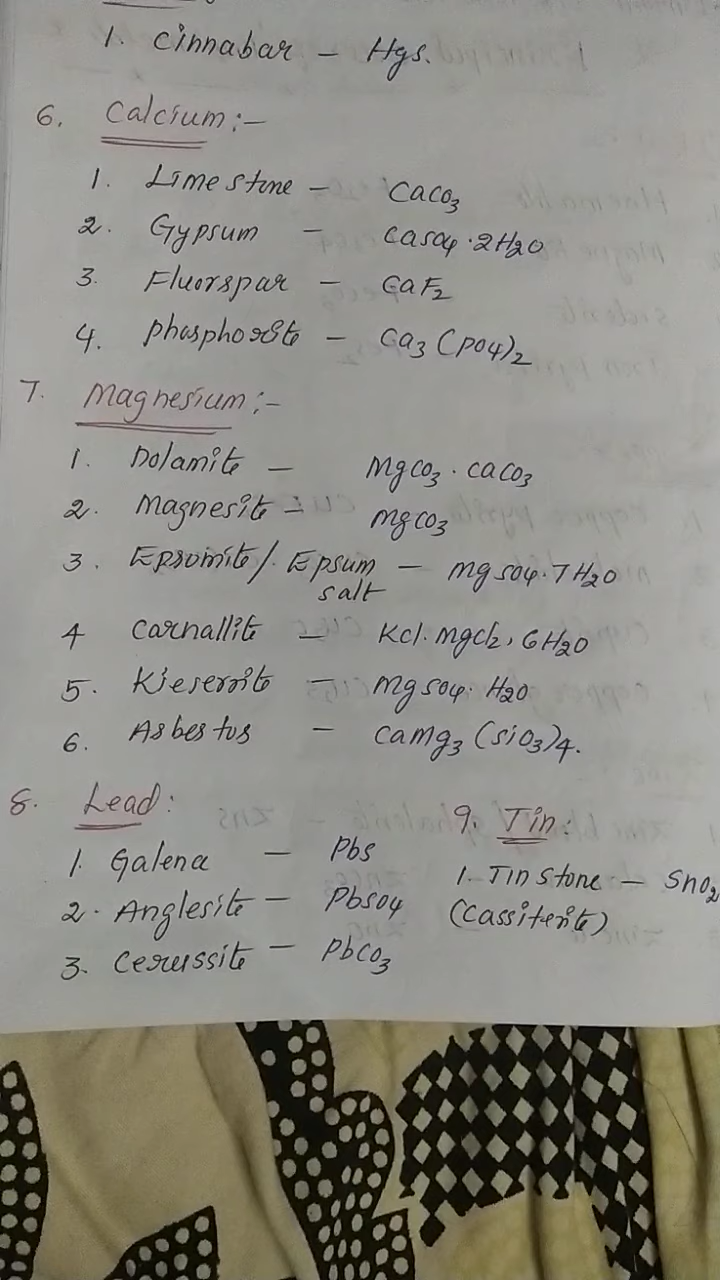 1. Cinnabar – Hgs.
6. Calcium:–
1. Limestone – CaCO3
2. Gypsum – CaSO4·2H2O
3. Fluorspar – CaF2
4. phosphorite – Ca3(PO4)2
7. Magnesium:–
1. Dolamite – MgCO3·CaCO3
2. Magnesite – MgCO3
3. Epsomite/Epsum salt – MgSO4·7H2O
4 Carnallite – KCl.MgCl2,6H2O
5. Kieserite – MgSO4·H2O
6. Asbestus – CaMg3(SiO3)4.
8. Lead:
1. Galena – Pbs
2. Anglesite – PbSO4
3. Cerussite – PbCO3
9. Tin:
1. Tin stone – SnO2
(Cassiterite)